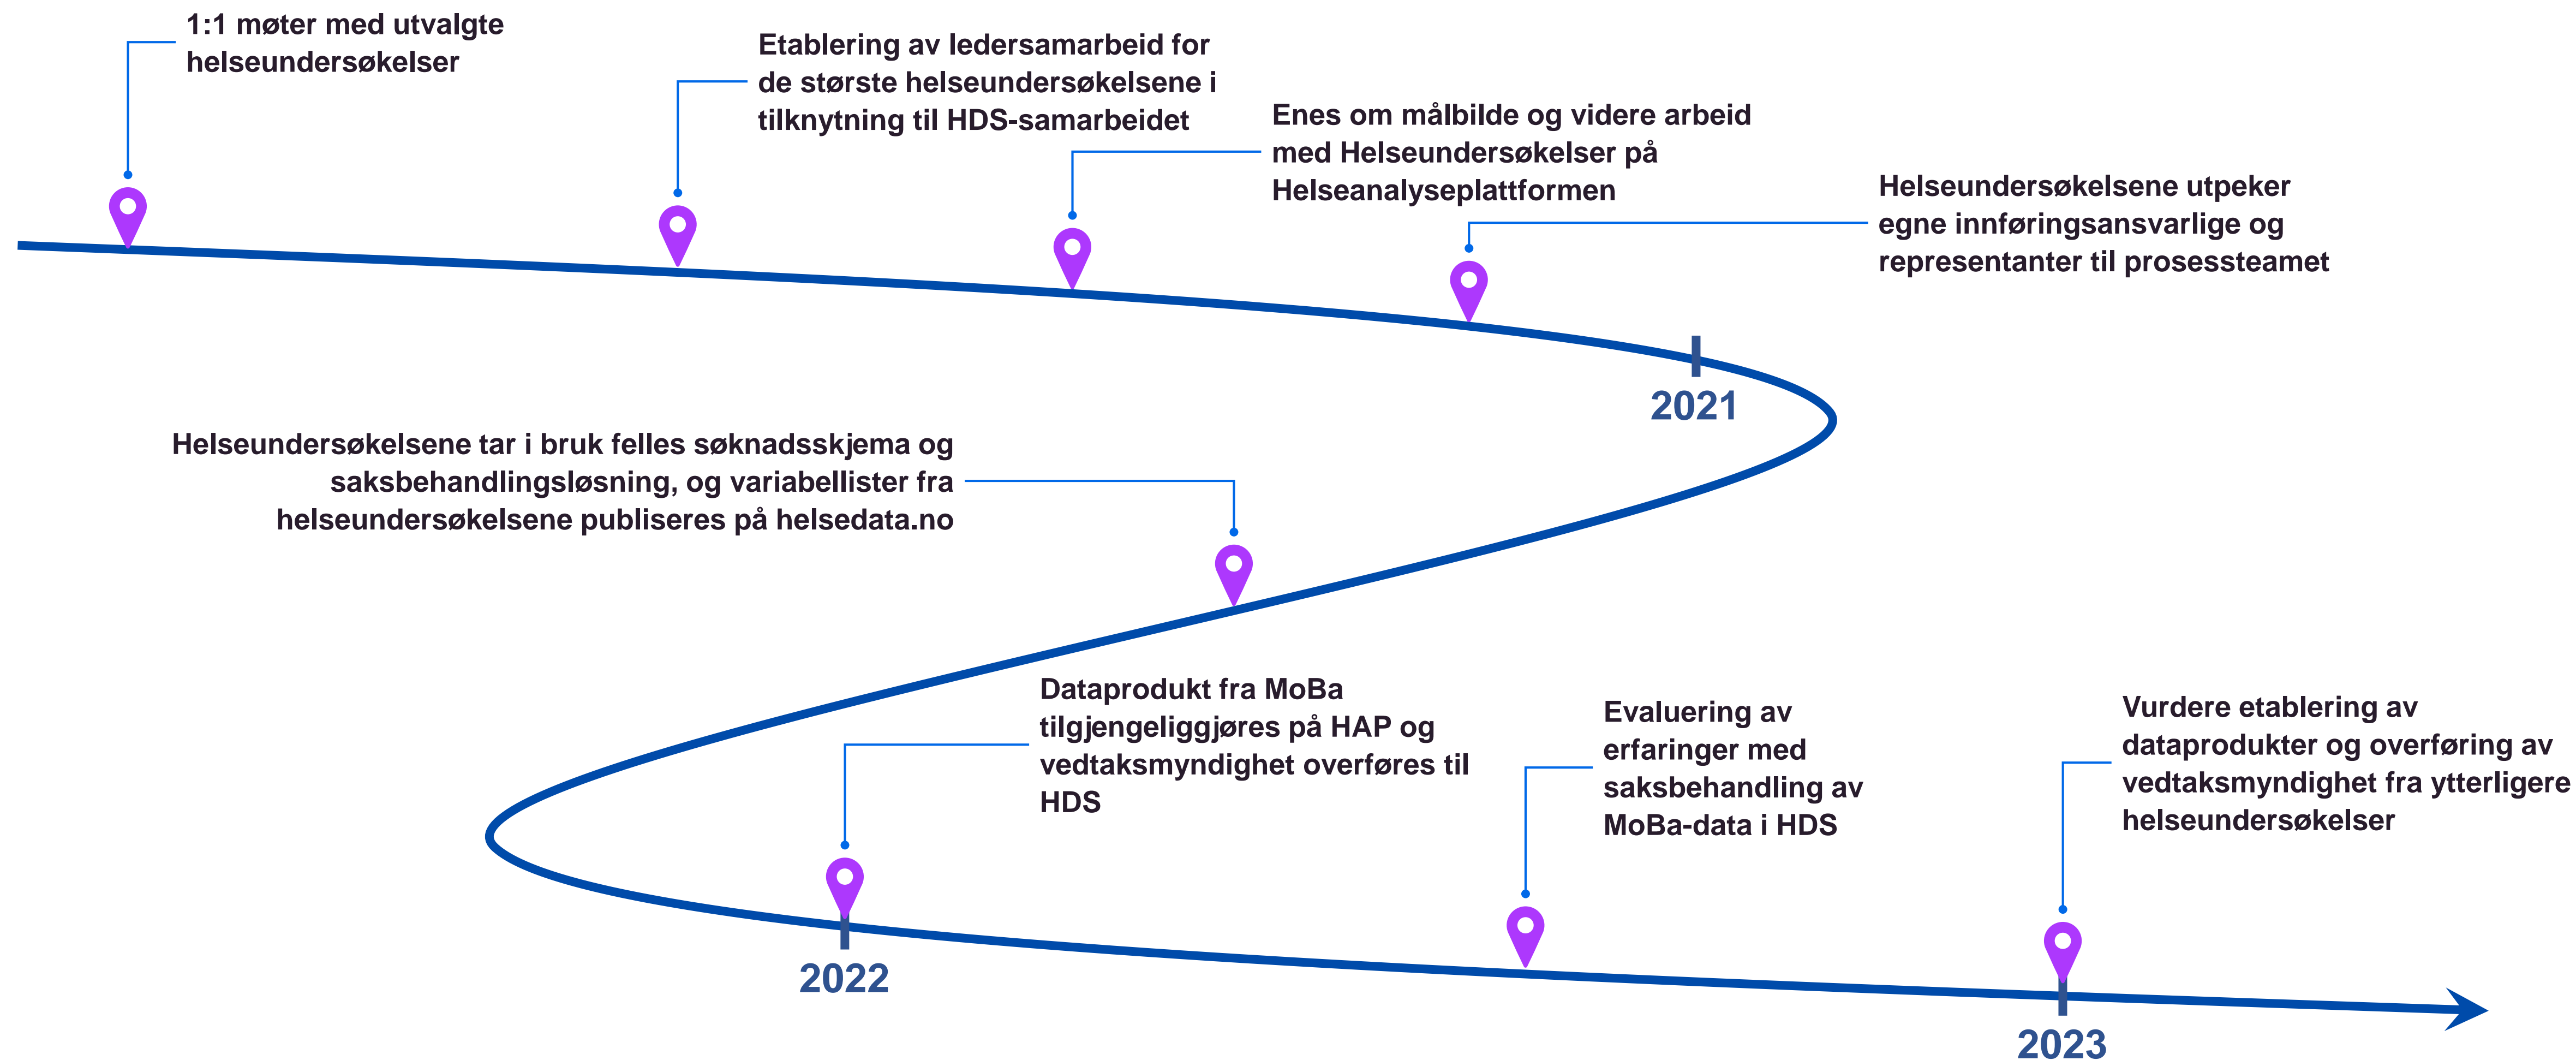 1:1 møter med utvalgte
helseundersøkelser
Etablering av ledersamarbeid for
de største helseundersøkelsene i
tilknytning til HDS-samarbeidet
Enes om målbilde og videre arbeid
med Helseundersøkelser på
Helseanalyseplattformen
Helseundersøkelsene utpeker
egne innføringsansvarlige og
representanter til prosessteamet
2021
Helseundersøkelsene tar i bruk felles søknadsskjema og
saksbehandlingsløsning, og variabellister fra
helseundersøkelsene publiseres på helsedata.no
Dataprodukt fra MoBa
tilgjengeliggjøres på HAP og
vedtaksmyndighet overføres til
HDS
Evaluering av
erfaringer med
saksbehandling av
MoBa-data i HDS
Vurdere etablering av
dataprodukter og overføring av
vedtaksmyndighet fra ytterligere
helseundersøkelser
2022
2023